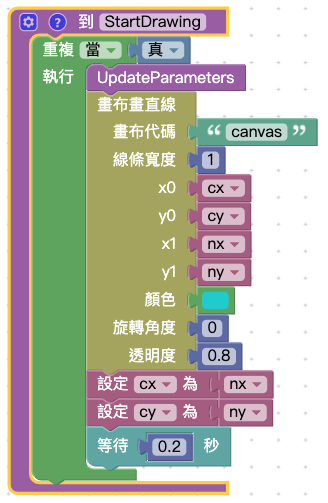 ? 到 StartDrawing
重複 當 真
執行 UpdateParameters
畫布畫直線
畫布代碼 “ canvas ”
線條寬度 1
x0 cx
y0 cy
x1 nx
y1 ny
顏色
旋轉角度 0
透明度 0.8
設定 cx 為 nx
設定 cy 為 ny
等待 0.2 秒